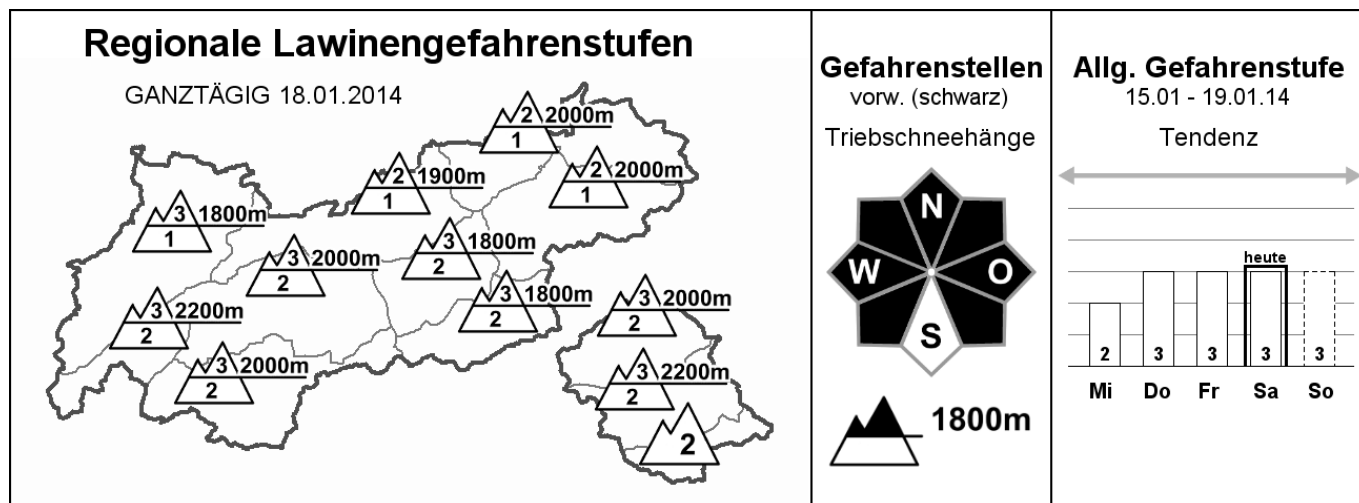 Regionale Lawinengefahrenstufen
GANZTÄGIG 18.01.2014
2 2000m
1
2 2000m
1
2 1900m
1
3 1800m
1
3 1800m
2
3 2000m
2
3 1800m
2
3 2000m
2
3 2200m
2
3 2000m
2
3 2200m
2
2
Gefahrenstellen
vorw. (schwarz)
Triebschneehänge
N
W O
S
1800m
Allg. Gefahrenstufe
15.01 - 19.01.14
Tendenz
heute
2 3 3 3 3
Mi Do Fr Sa So